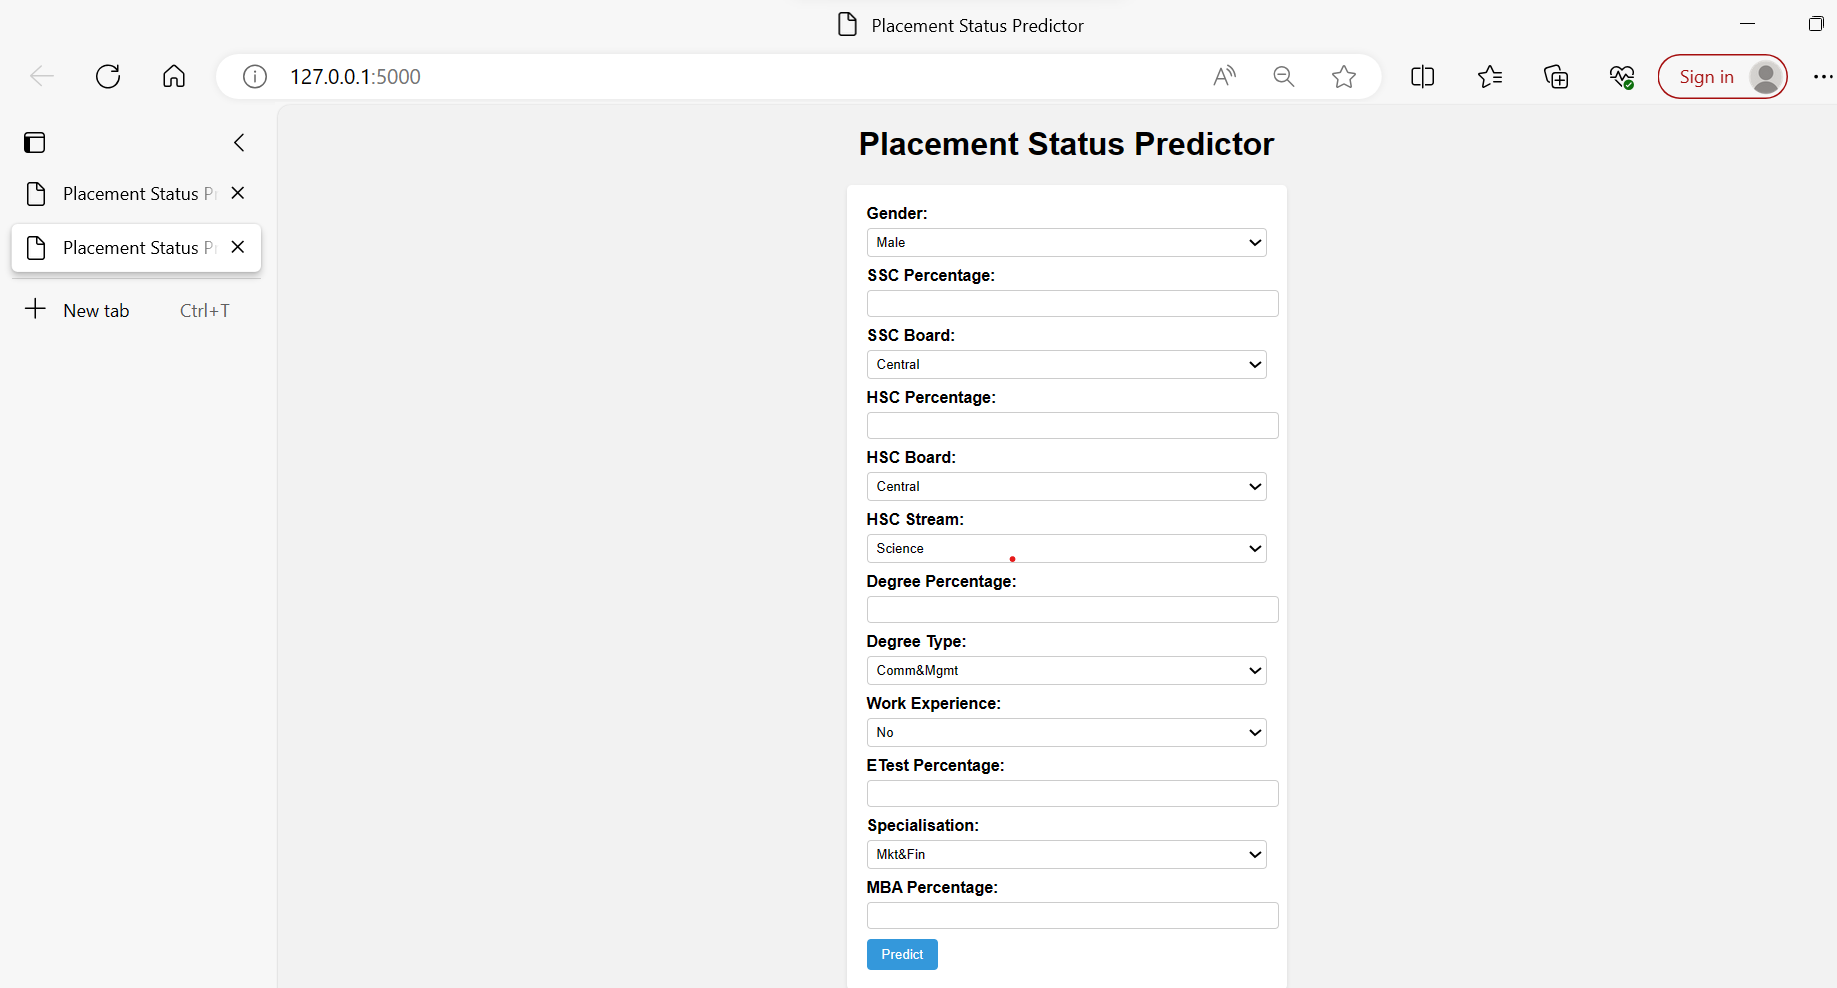 Placement Status Predictor
127.0.0.1:5000
Sign in
Placement Status
Placement Status
New tab Ctrl+T
Placement Status Predictor
Gender:
Male
SSC Percentage:
SSC Board:
Central
HSC Percentage:
HSC Board:
Central
HSC Stream:
Science
Degree Percentage:
Degree Type:
Comm&Mgmt
Work Experience:
No
ETest Percentage:
Specialisation:
Mkt&Fin
MBA Percentage:
Predict